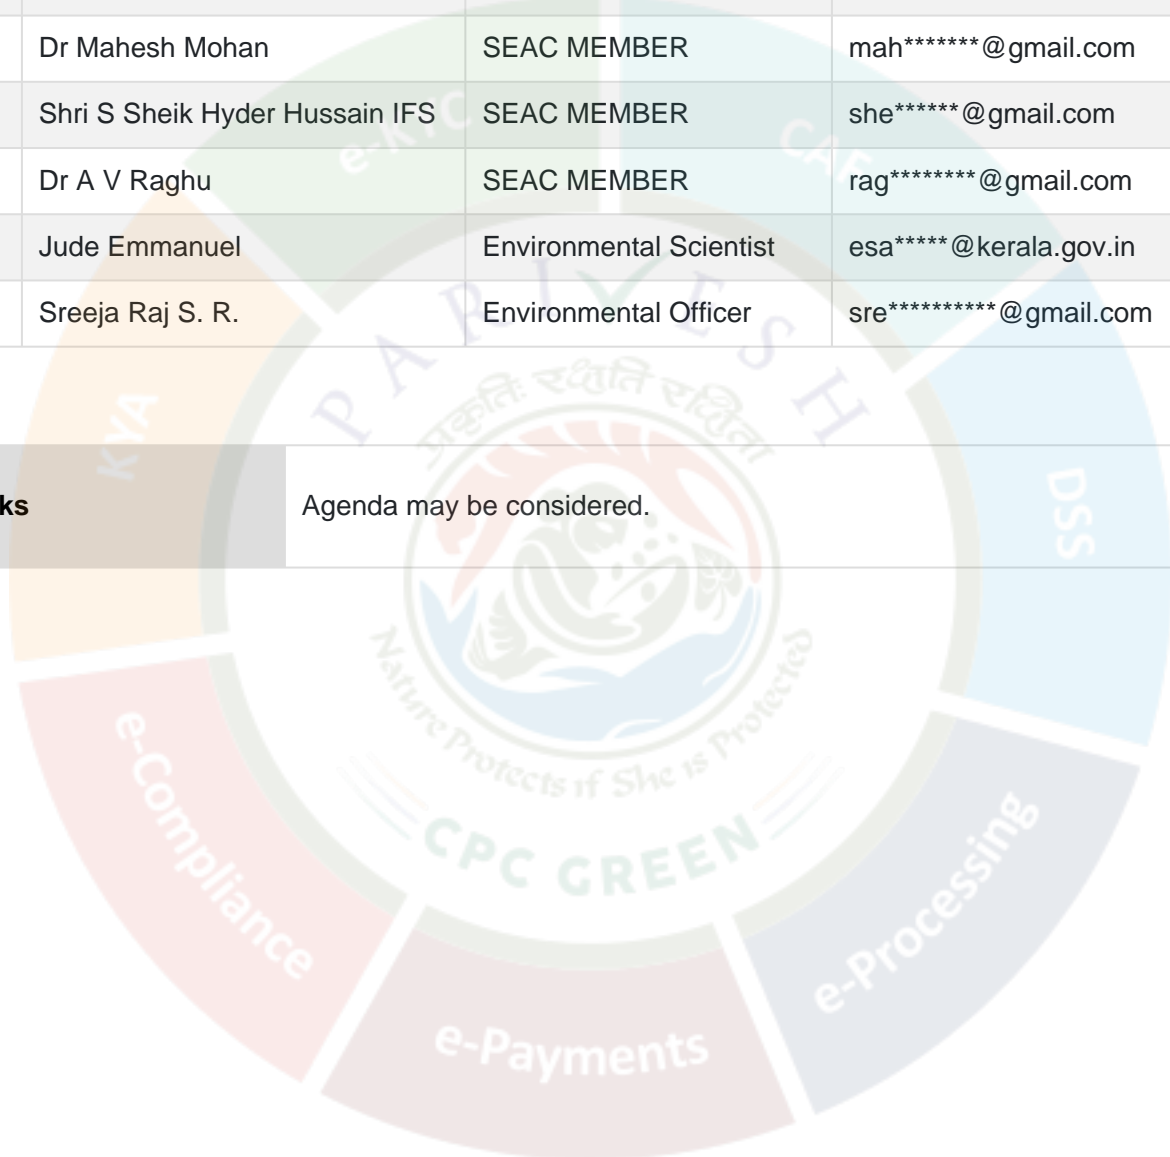 Dr Mahesh Mohan SEAC MEMBER mah*******@gmail.com
Shri S Sheik Hyder Hussain IFS SEAC MEMBER she******@gmail.com
Dr A V Raghu SEAC MEMBER rag********@gmail.com
Jude Emmanuel Environmental Scientist esa*****@kerala.gov.in
Sreeja Raj S. R. Environmental Officer sre**********@gmail.com
ks Agenda may be considered.
e-KYC
CAF
PARIVESH
KYA
प्रकृतिः रक्षति रक्षिता
DSS
Nature Protects if She is Protected
e-Compliance
CPC GREEN
e-Processing
e-Payments